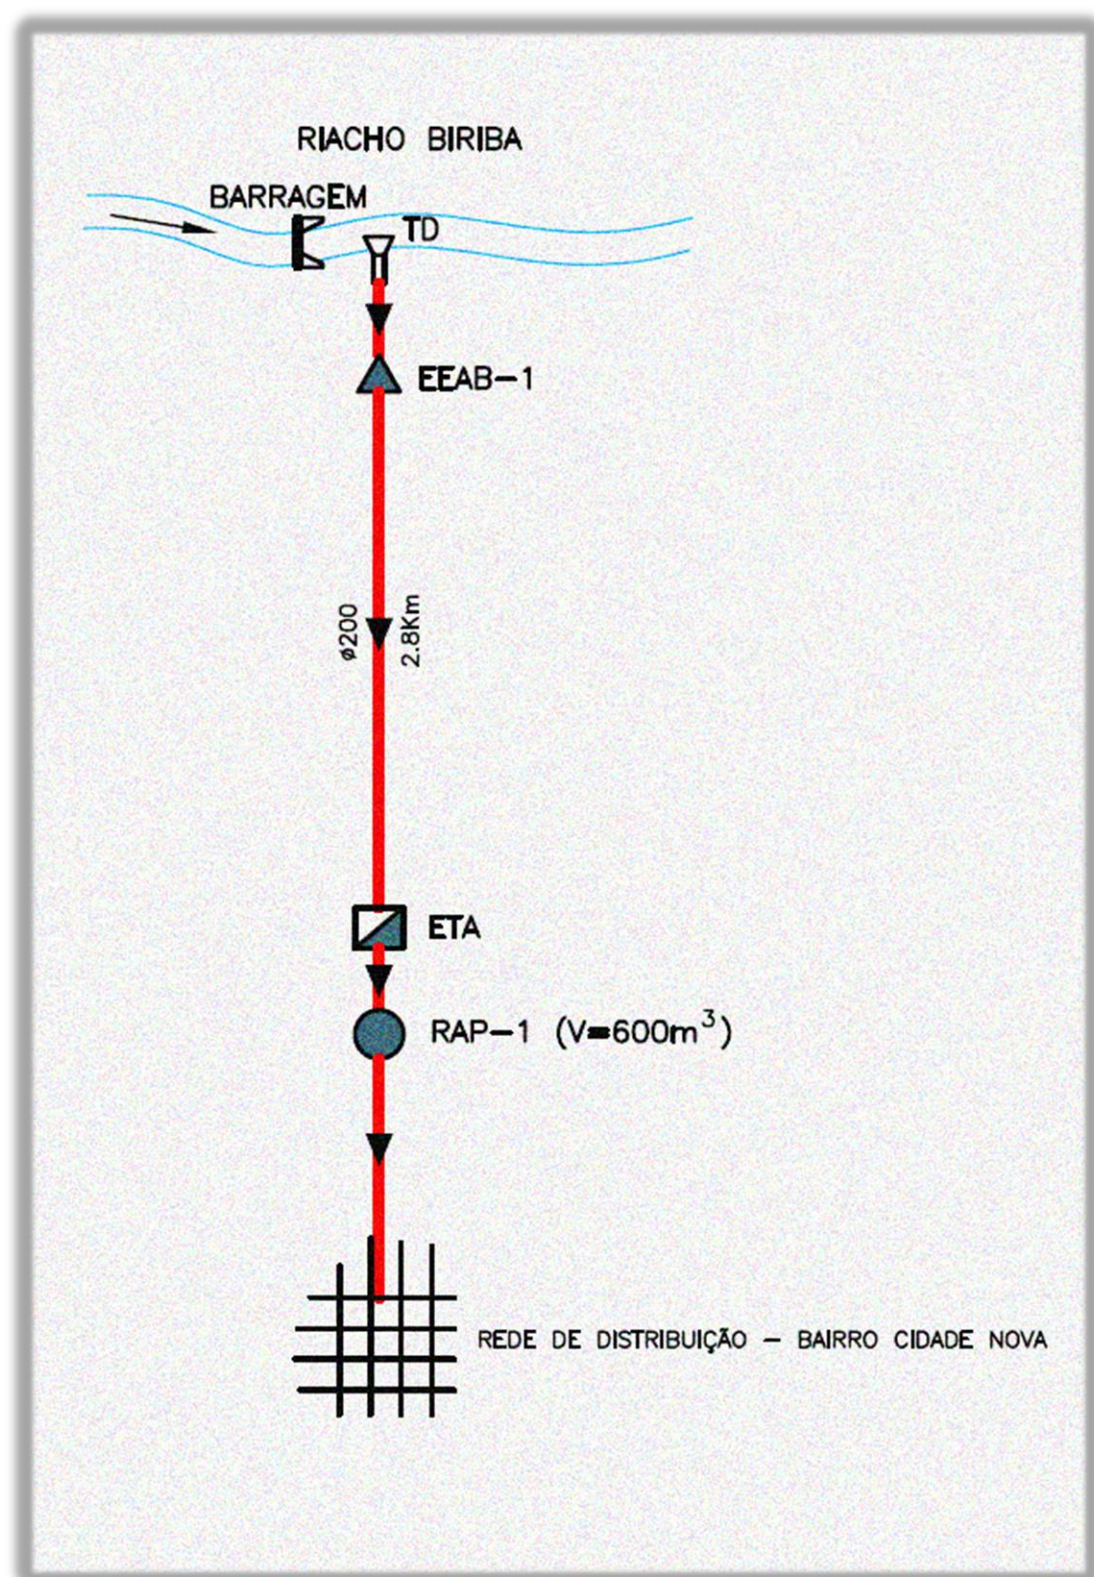 RIACHO BIRIBA
BARRAGEM
TD
EEAB-1
ø200
2.8Km
ETA
RAP-1 (V=600m³)
REDE DE DISTRIBUIÇÃO - BAIRRO CIDADE NOVA